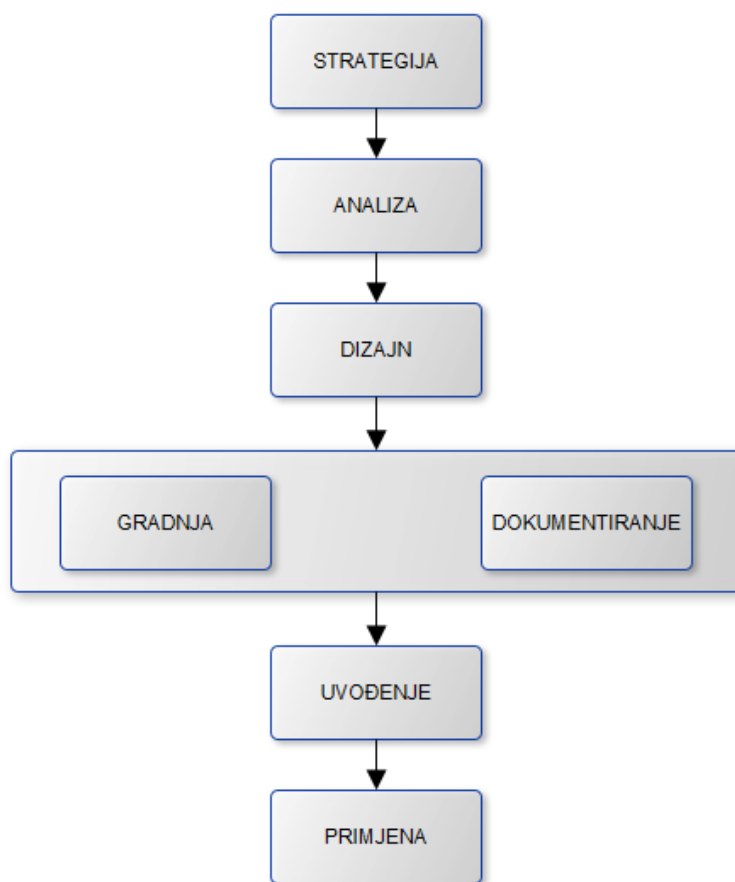 STRATEGIJA
ANALIZA
DIZAJN
GRADNJA
DOKUMENTIRANJE
UVOĐENJE
PRIMJENA